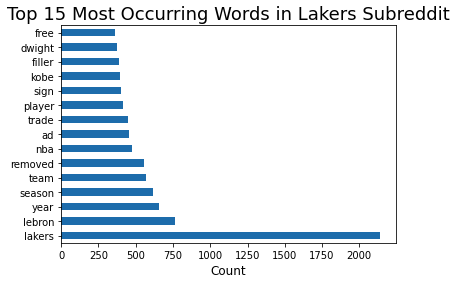 Top 15 Most Occurring Words in Lakers Subreddit
free
dwight
filler
kobe
sign
player
trade
ad
nba
removed
team
season
year
lebron
lakers
0 250 500 750 1000 1250 1500 1750 2000
Count